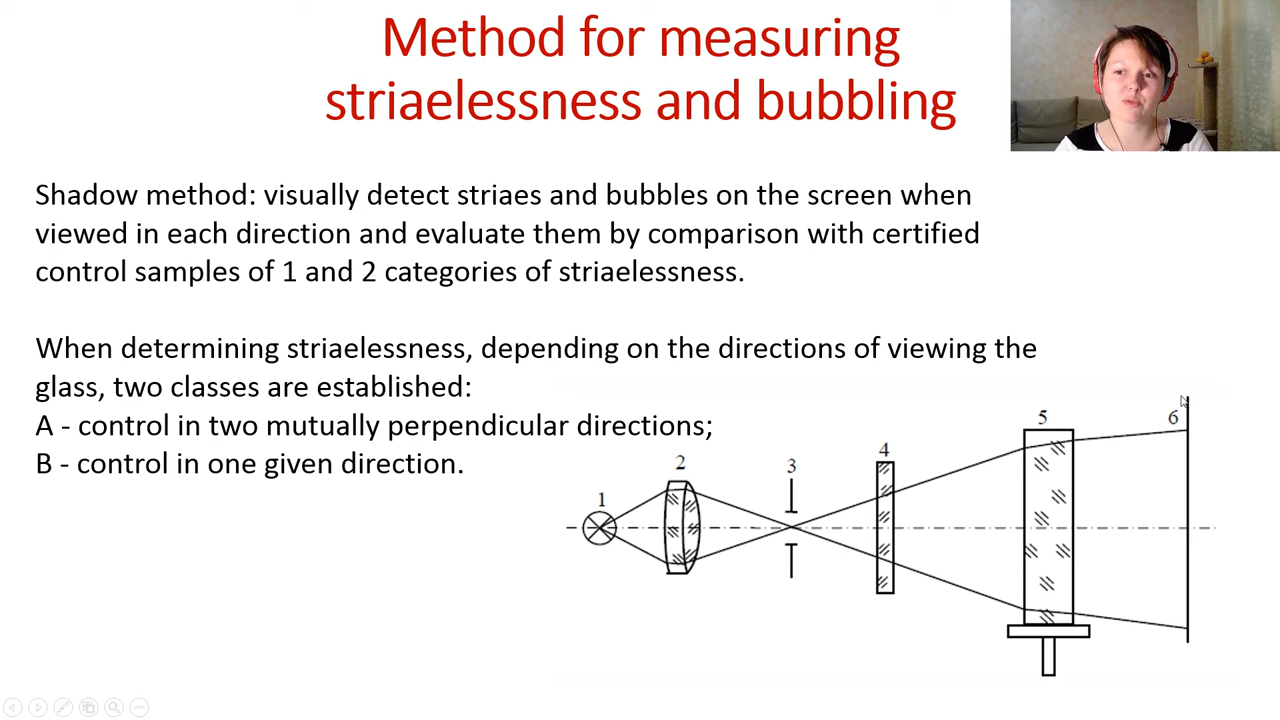 Method for measuring
striaelessness and bubbling
Shadow method: visually detect striaes and bubbles on the screen when
viewed in each direction and evaluate them by comparison with certified
control samples of 1 and 2 categories of striaelessness.
When determining striaelessness, depending on the directions of viewing the
glass, two classes are established:
A - control in two mutually perpendicular directions;
B - control in one given direction.
1
2
3
4
5
6